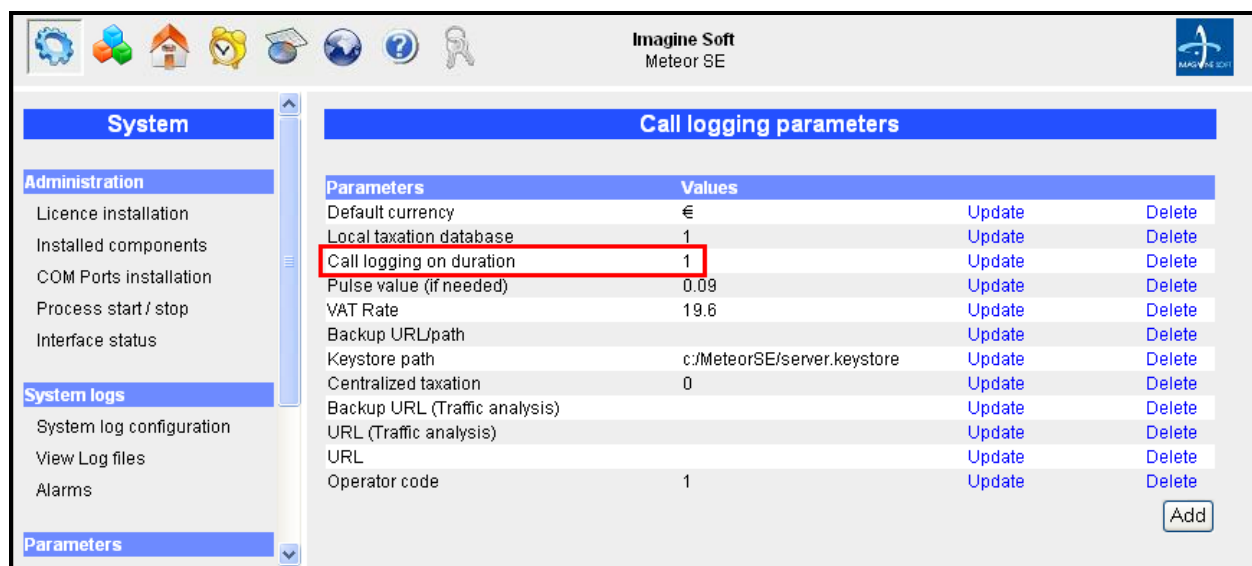 Imagine Soft
Meteor SE
IMAGINE SOFT
System
Administration
Licence installation
Installed components
COM Ports installation
Process start / stop
Interface status
System logs
System log configuration
View Log files
Alarms
Parameters
Call logging parameters
Parameters Values
Default currency € Update Delete
Local taxation database 1 Update Delete
Call logging on duration 1 Update Delete
Pulse value (if needed) 0.09 Update Delete
VAT Rate 19.6 Update Delete
Backup URL/path Update Delete
Keystore path c:/MeteorSE/server.keystore Update Delete
Centralized taxation 0 Update Delete
Backup URL (Traffic analysis) Update Delete
URL (Traffic analysis) Update Delete
URL Update Delete
Operator code 1 Update Delete
Add